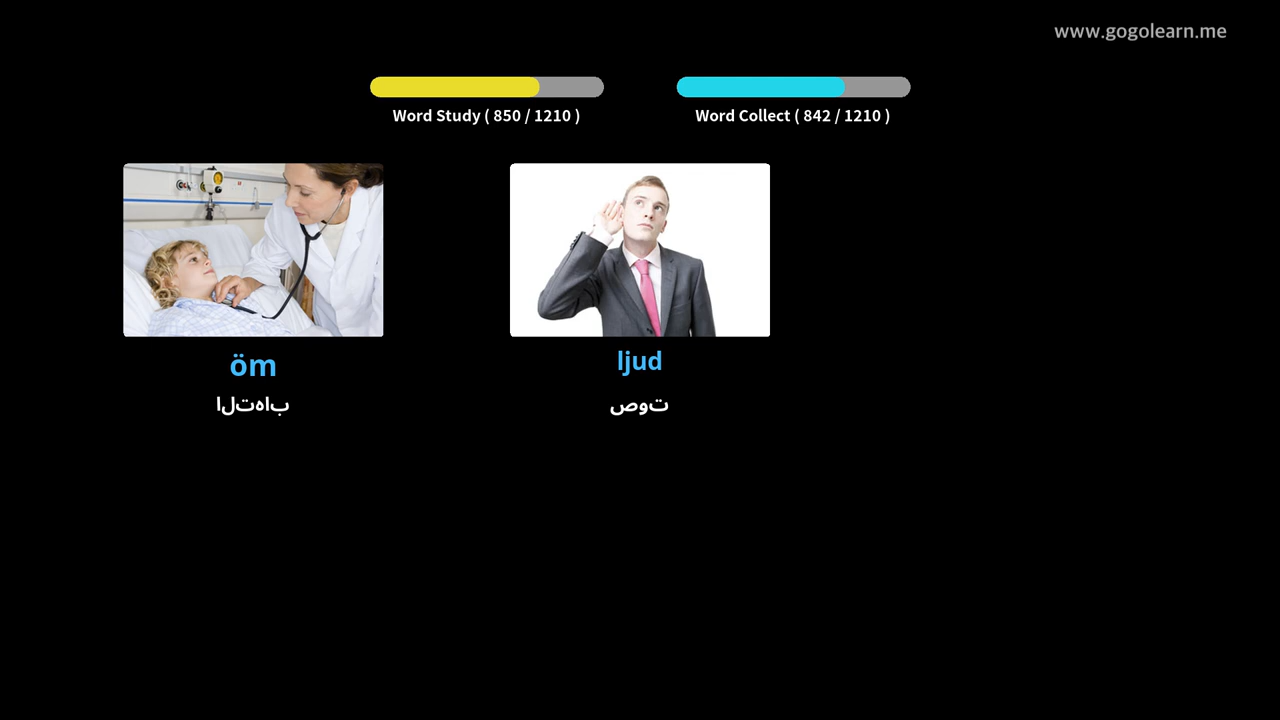 www.gogolearn.me
Word Study ( 850 / 1210 )
Word Collect ( 842 / 1210 )
öm
التهاب
ljud
صوت